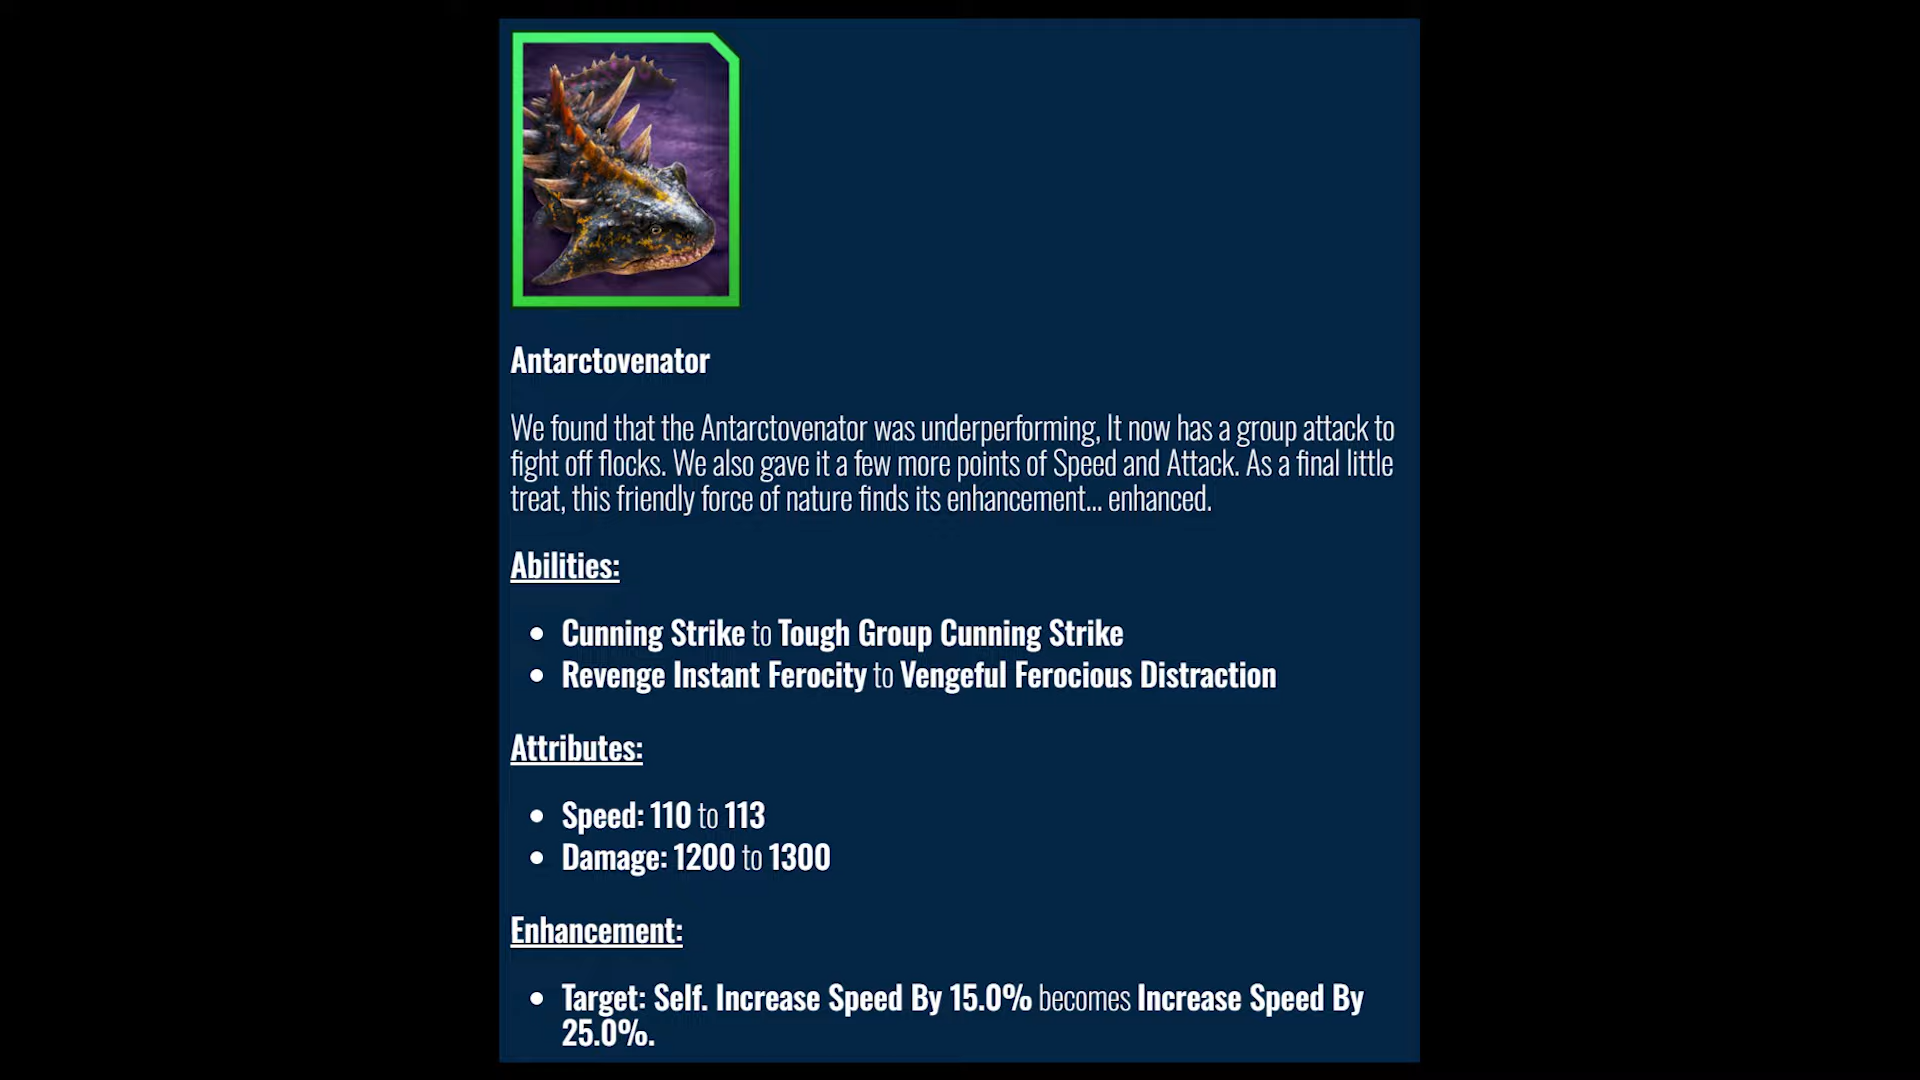 Antarctovenator
We found that the Antarctovenator was underperforming, It now has a group attack to
fight off flocks. We also gave it a few more points of Speed and Attack. As a final little
treat, this friendly force of nature finds its enhancement... enhanced.
Abilities:
Cunning Strike to Tough Group Cunning Strike
Revenge Instant Ferocity to Vengeful Ferocious Distraction
Attributes:
Speed: 110 to 113
Damage: 1200 to 1300
Enhancement:
Target: Self. Increase Speed By 15.0% becomes Increase Speed By
25.0%.